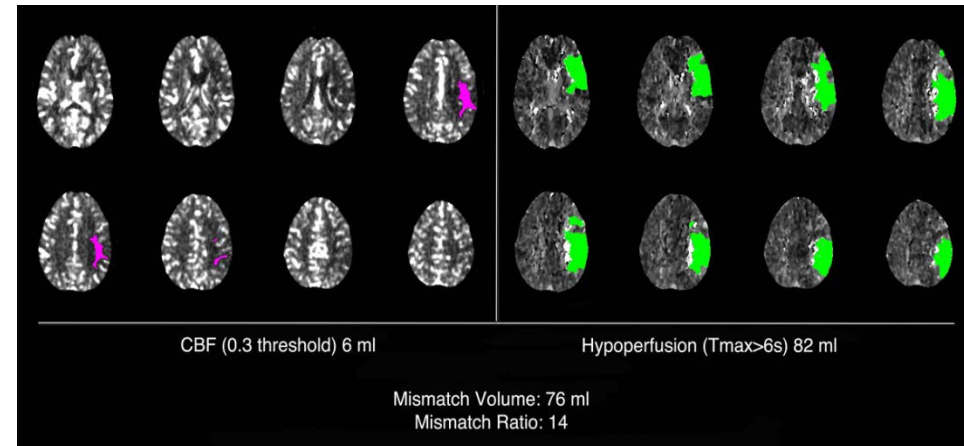 CBF (0.3 threshold) 6 ml
Hypoperfusion (Tmax>6s) 82 ml
Mismatch Volume: 76 ml
Mismatch Ratio: 14